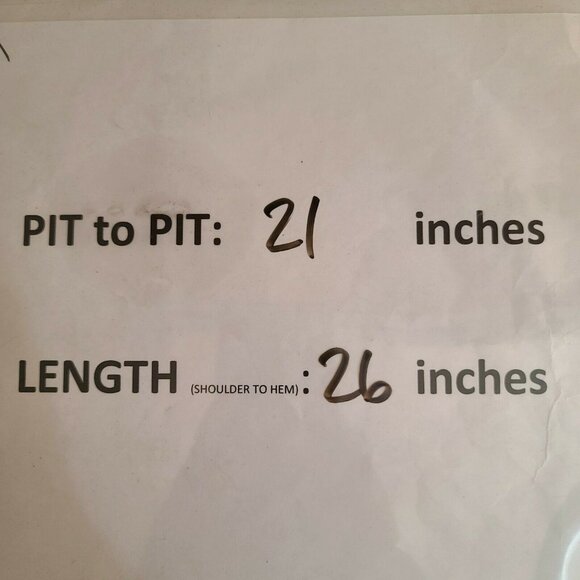 PIT to PIT: 21 inches
LENGTH (SHOULDER TO HEM): 26 inches